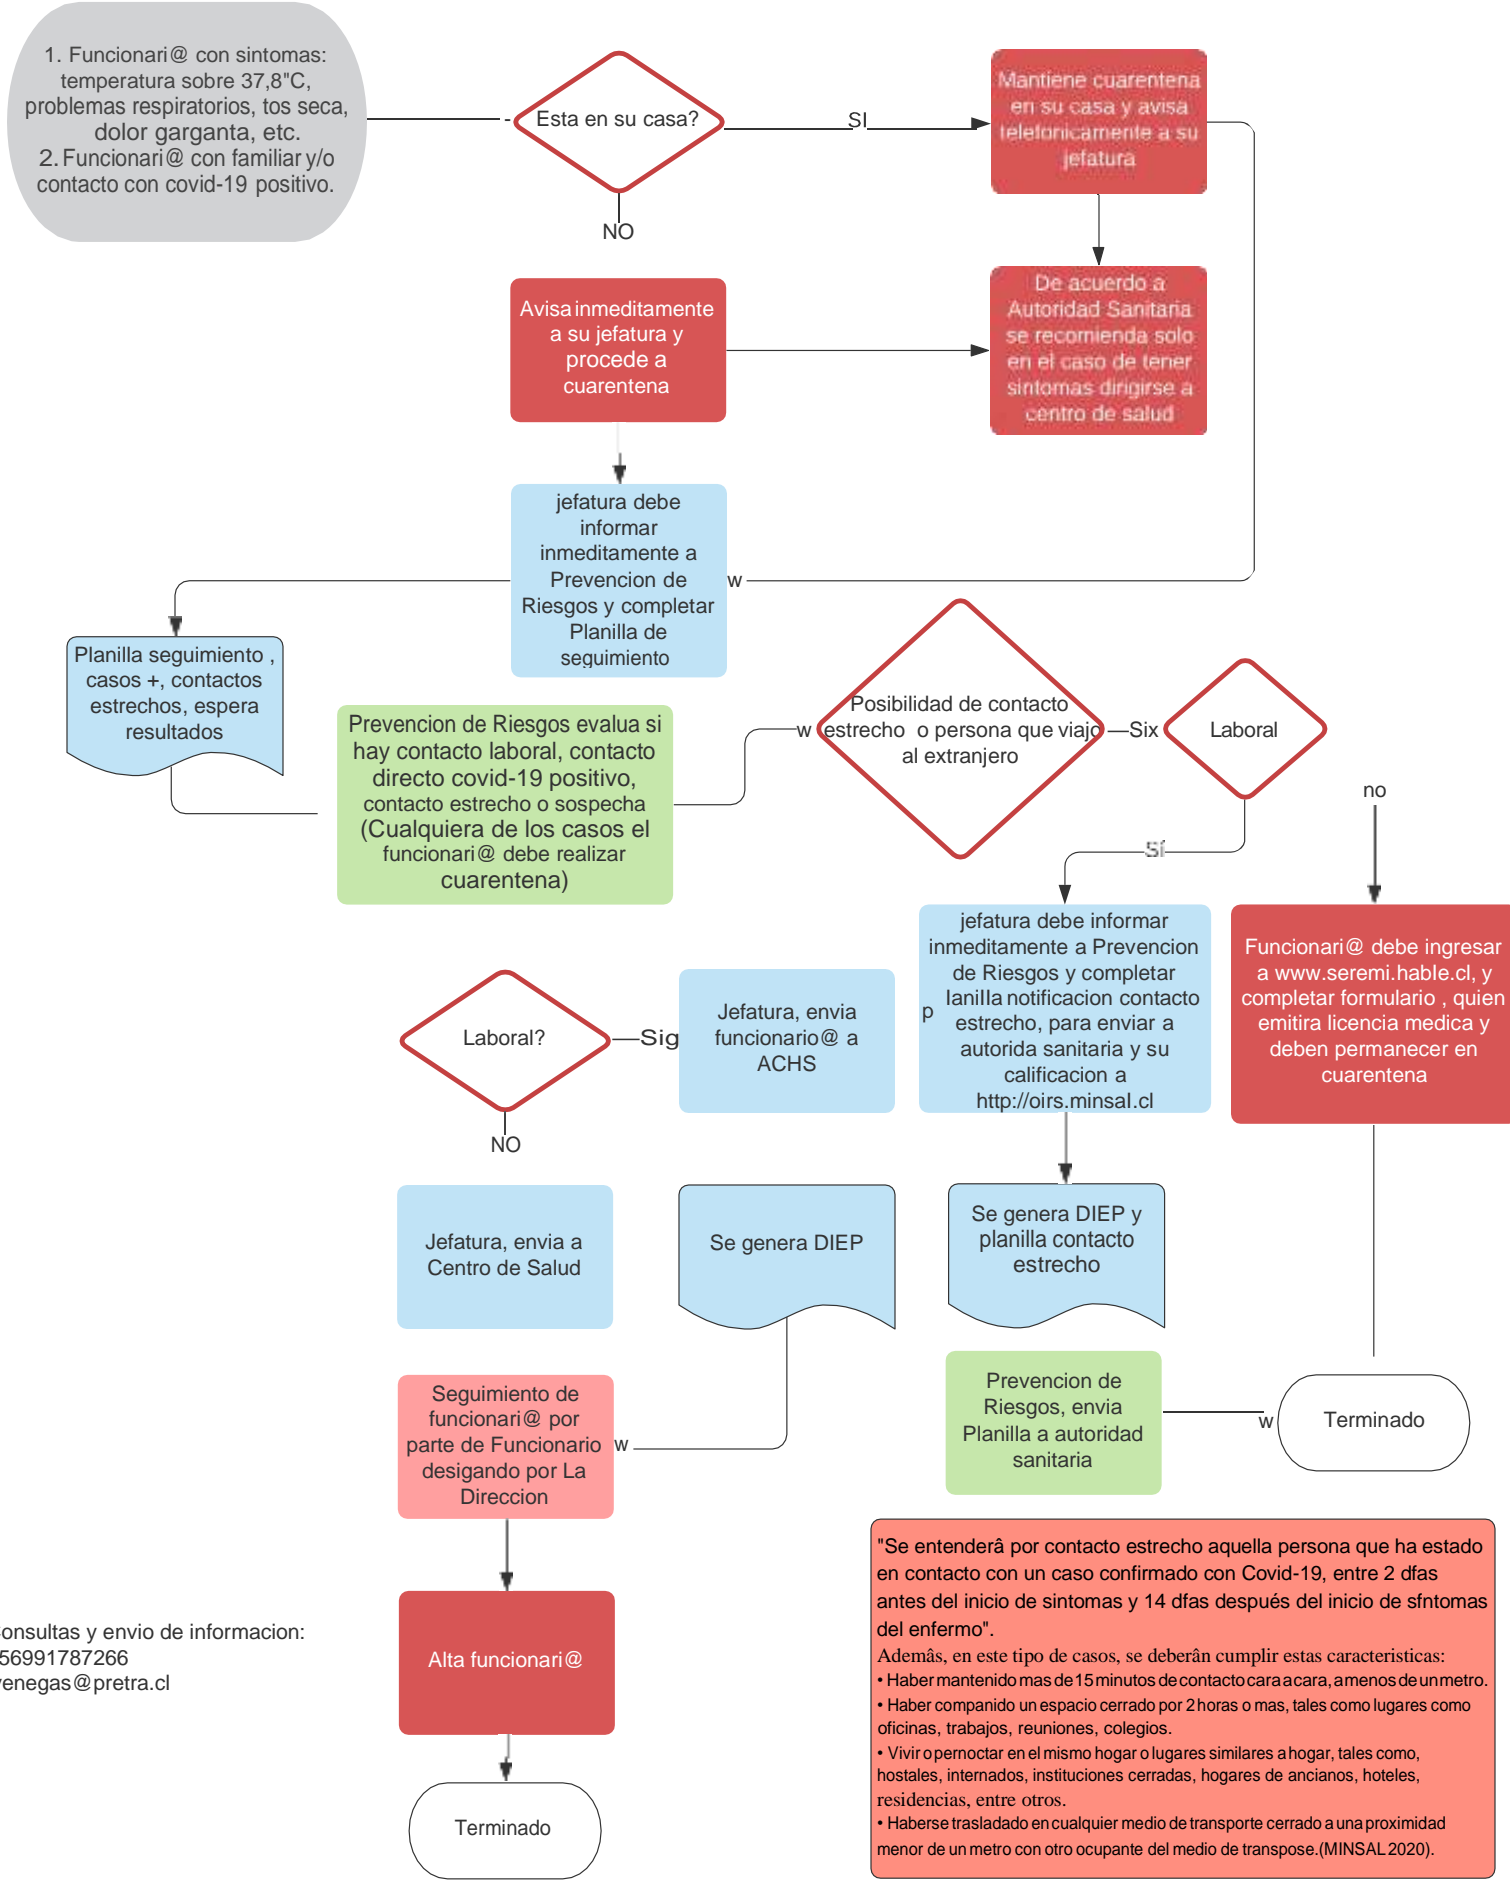 1. Funcionari@ con sintomas:
temperatura sobre 37,8"C,
problemas respiratorios, tos seca,
dolor garganta, etc.
2. Funcionari@ con familiar y/o
contacto con covid-19 positivo.
-
Esta en su casa?
SI
NO
Mantiene cuarentena
en su casa y avisa
telefonicamente a su
jefatura
Avisa inmeditamente
a su jefatura y
procede a
cuarentena
De acuerdo a
Autoridad Sanitaria
se recomienda solo
en el caso de tener
sintomas dirigirse a
centro de salud
jefatura debe
informar
inmeditamente a
Prevencion de
Riesgos y completar
Planilla de
seguimiento
w
Planilla seguimiento ,
casos +, contactos
estrechos, espera
resultados
Prevencion de Riesgos evalua si
hay contacto laboral, contacto
directo covid-19 positivo,
contacto estrecho o sospecha
(Cualquiera de los casos el
funcionari@ debe realizar
cuarentena)
w
Posibilidad de contacto
estrecho o persona que viajo
al extranjero
Six
Laboral
no
Sí
jefatura debe informar
inmeditamente a Prevencion
de Riesgos y completar
p lanilla notificacion contacto
estrecho, para enviar a
autorida sanitaria y su
calificacion a
http://oirs.minsal.cl
Funcionari@ debe ingresar
a www.seremi.hable.cl, y
completar formulario , quien
emitira licencia medica y
deben permanecer en
cuarentena
Laboral?
Sig
NO
Jefatura, envia
funcionario@ a
ACHS
Jefatura, envia a
Centro de Salud
Se genera DIEP
Se genera DIEP y
planilla contacto
estrecho
Seguimiento de
funcionari@ por
parte de Funcionario
desigando por La
Direccion
w
Prevencion de
Riesgos, envia
Planilla a autoridad
sanitaria
w
Terminado
Alta funcionari@
Terminado
onsultas y envio de informacion:
56991787266
venegas@pretra.cl
"Se entenderâ por contacto estrecho aquella persona que ha estado
en contacto con un caso confirmado con Covid-19, entre 2 dfas
antes del inicio de sintomas y 14 dfas después del inicio de sfntomas
del enfermo".
Ademâs, en este tipo de casos, se deberân cumplir estas caracteristicas:
• Haber mantenido mas de 15 minutos de contacto cara a cara, a menos de un metro.
• Haber companido un espacio cerrado por 2 horas o mas, tales como lugares como
oficinas, trabajos, reuniones, colegios.
• Vivir o pernoctar en el mismo hogar o lugares similares a hogar, tales como,
hostales, internados, instituciones cerradas, hogares de ancianos, hoteles,
residencias, entre otros.
• Haberse trasladado en cualquier medio de transporte cerrado a una proximidad
menor de un metro con otro ocupante del medio de transpose.(MINSAL 2020).